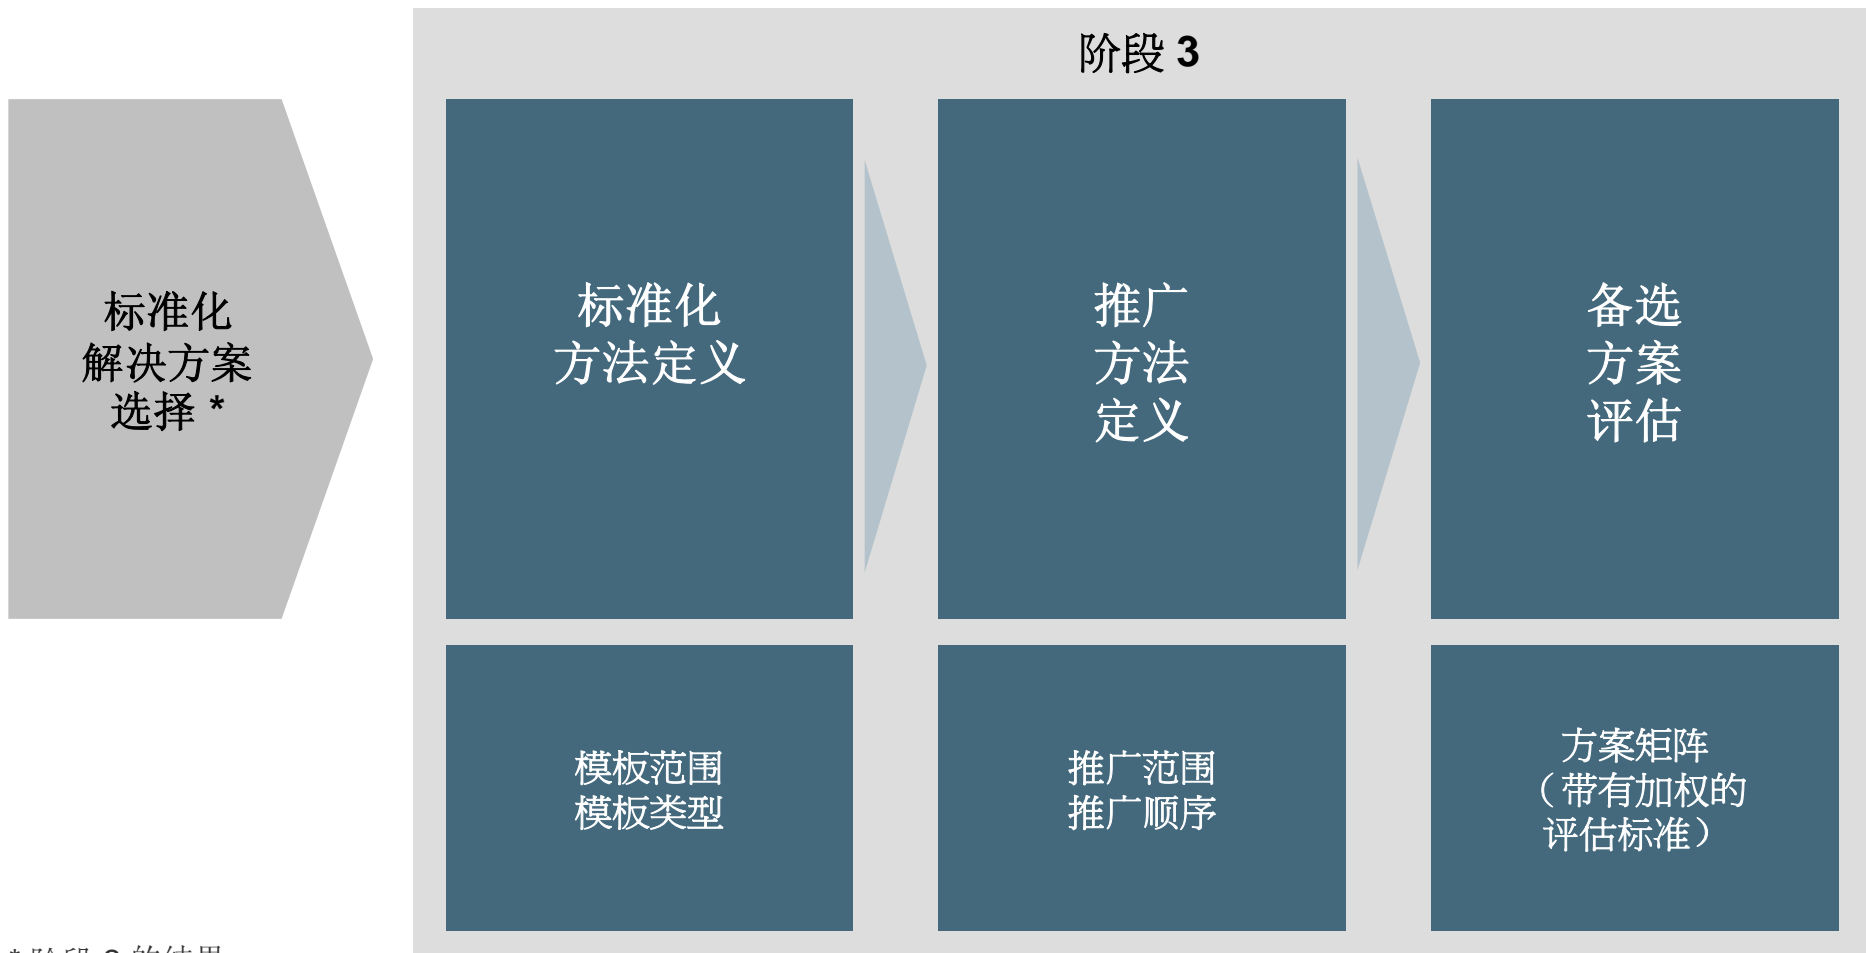 阶段 3
标准化
解决方案
选择 *
标准化
方法定义
推广
方法
定义
备选
方案
评估
模板范围
模板类型
推广范围
推广顺序
方案矩阵
（带有加权的
评估标准）